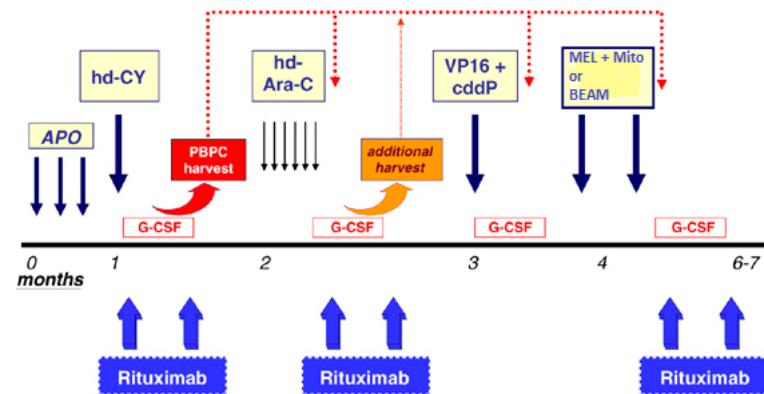 hd-CY
hd-
Ara-C
VP16 +
cddP
MEL + Mito
or
BEAM
APO
PBPC
harvest
additional
harvest
G-CSF
G-CSF
G-CSF
G-CSF
0
1
2
3
4
6-7
months
Rituximab
Rituximab
Rituximab